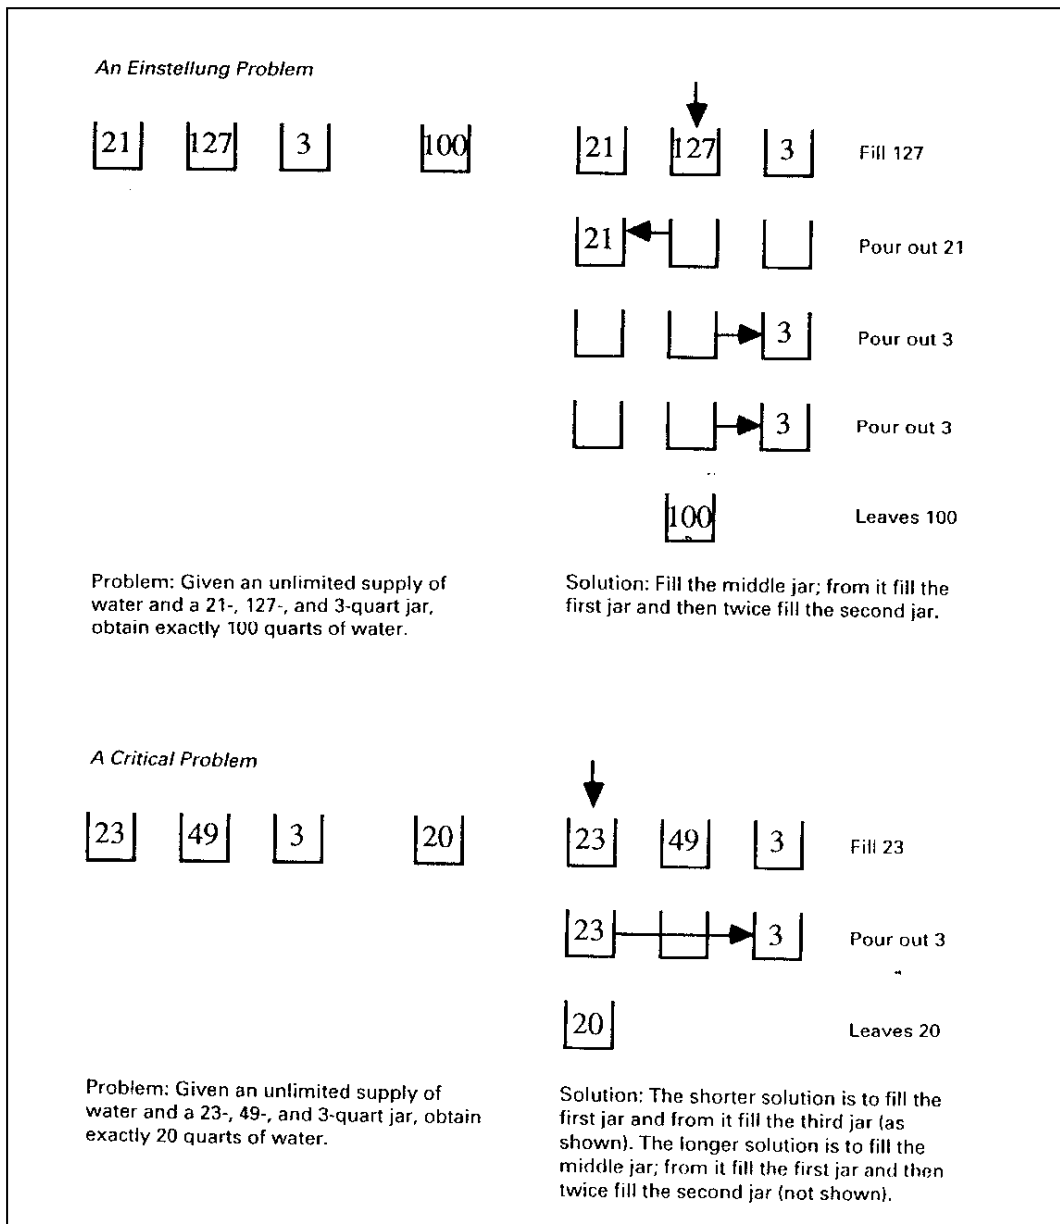 An Einstellung Problem
21 127 3 100 21 127 3 Fill 127
21 Pour out 21
3 Pour out 3
3 Pour out 3
100 Leaves 100
Problem: Given an unlimited supply of
water and a 21-, 127-, and 3-quart jar,
obtain exactly 100 quarts of water.
Solution: Fill the middle jar; from it fill the
first jar and then twice fill the second jar.
A Critical Problem
23 49 3 20 23 49 3 Fill 23
23 3 Pour out 3
20 Leaves 20
Problem: Given an unlimited supply of
water and a 23-, 49-, and 3-quart jar, obtain
exactly 20 quarts of water.
Solution: The shorter solution is to fill the
first jar and from it fill the third jar (as
shown). The longer solution is to fill the
middle jar; from it fill the first jar and then
twice fill the second jar (not shown).